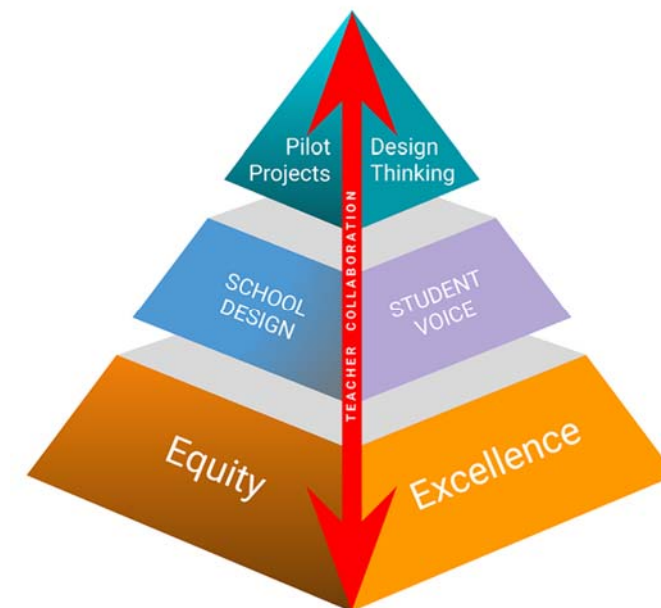 Pilot
Projects
Design
Thinking
TEACHER COLLABORATION
SCHOOL
DESIGN
STUDENT
VOICE
Equity
Excellence